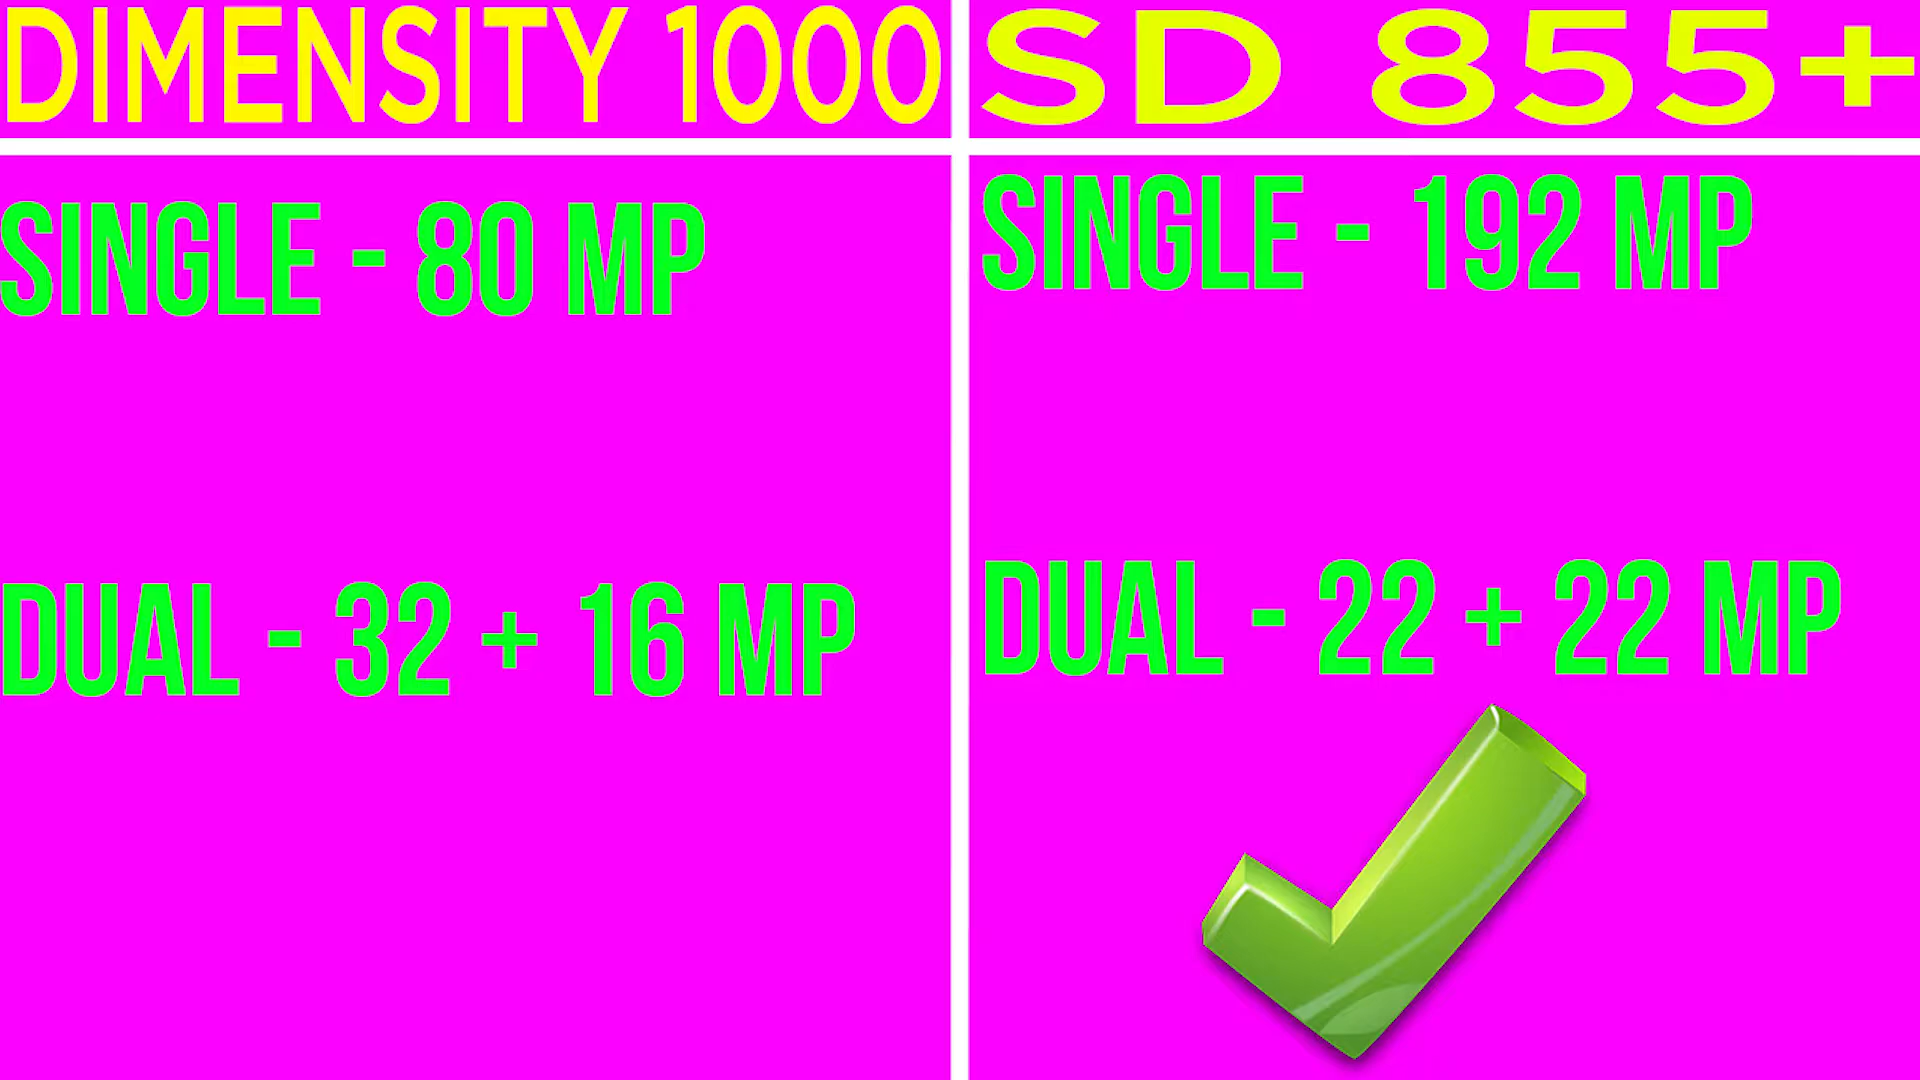 DIMENSITY 1000
SD 855+
SINGLE - 80 MP
DUAL - 32 + 16 MP
SINGLE - 192 MP
DUAL - 22 + 22 MP